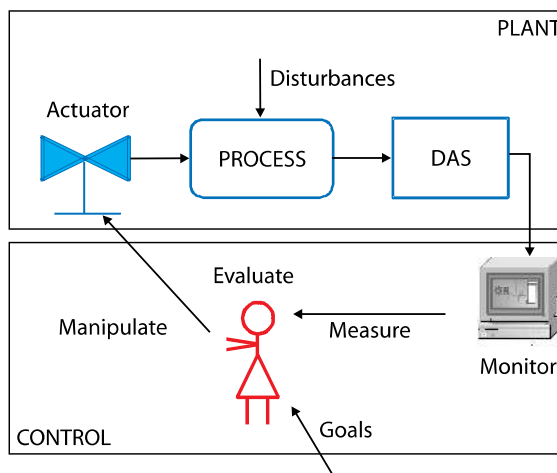 PLANT
Disturbances
Actuator
PROCESS
DAS
Evaluate
Manipulate
Measure
Monitor
Goals
CONTROL